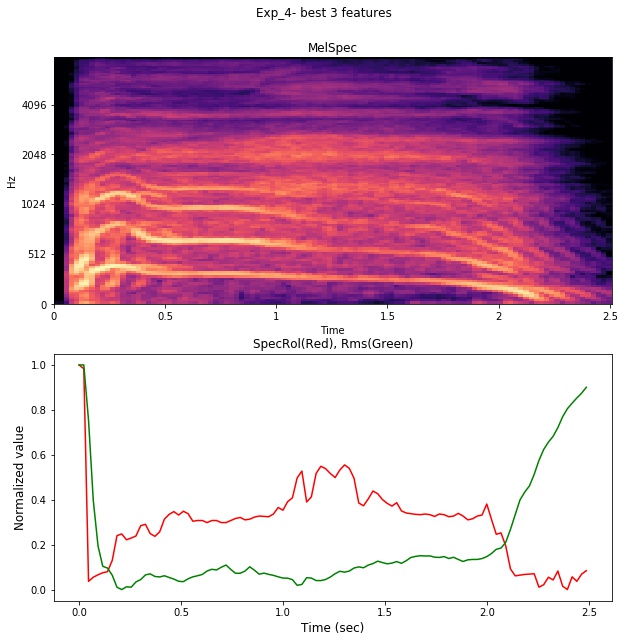 Exp_4- best 3 features
MelSpec
4096
2048
1024
512
0
Hz
0 0.5 1 1.5 2 2.5
Time
SpecRol(Red), Rms(Green)
1.0
0.8
0.6
0.4
0.2
0.0
Normalized value
0.0 0.5 1.0 1.5 2.0 2.5
Time (sec)